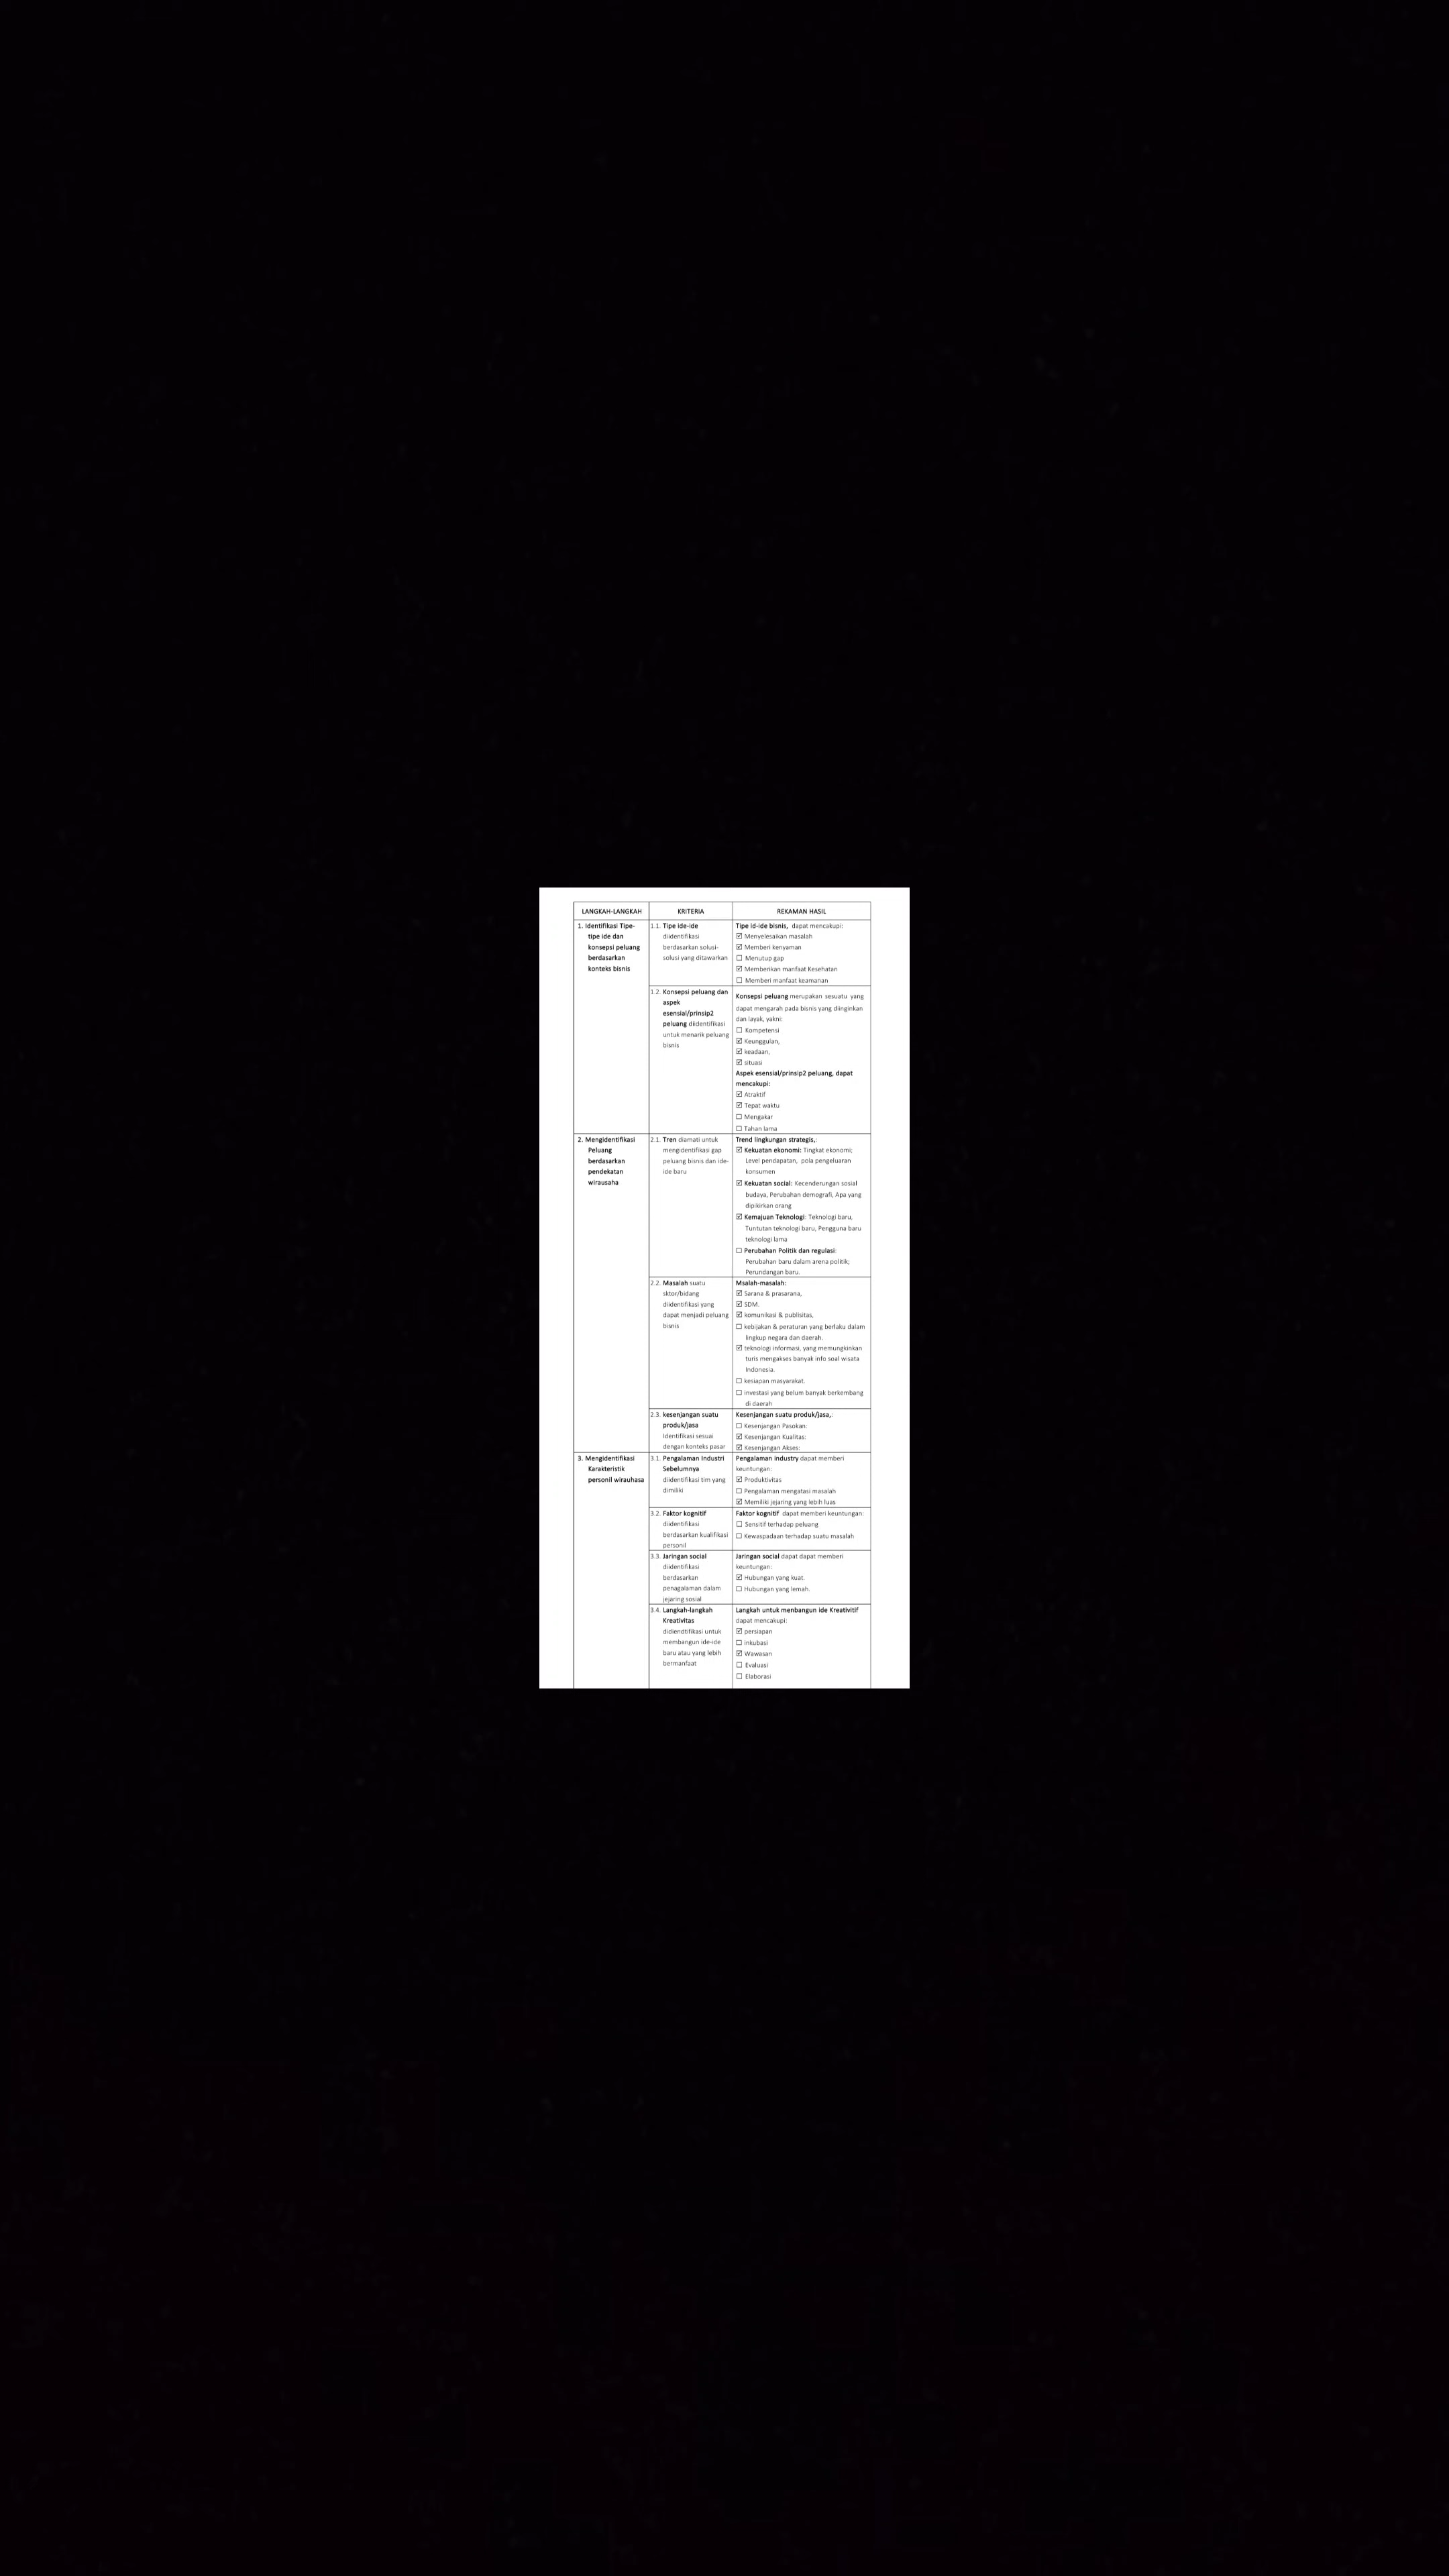 LANGKAH-LANGKAH
KRITERIA
REKAMAN HASIL
1. Identifikasi Tipe-
tipe ide dan
konsepsi peluang
berdasarkan
konteks bisnis
1.1. Tipe ide-ide
diidentifikasi
berdasarkan solusi-
solusi yang ditawarkan
Tipe id-ide bisnis, dapat mencakupi:
☑ Menyelesaikan masalah
☑ Memberi kenyaman
☐ Menutup gap
☑ Memberikan manfaat Kesehatan
☐ Memberi manfaat keamanan
1.2. Konsepsi peluang dan
aspek
esensial/prinsip2
peluang diidentifikasi
untuk menarik peluang
bisnis
Konsepsi peluang merupakan sesuatu yang
dapat mengarah pada bisnis yang diinginkan
dan layak, yakni:
☐ Kompetensi
☑ Keunggulan,
☑ keadaan,
☑ situasi
Aspek esensial/prinsip2 peluang, dapat
mencakupi:
☑ Atraktif
☑ Tepat waktu
☐ Mengakar
☐ Tahan lama
2. Mengidentifikasi
Peluang
berdasarkan
pendekatan
wirausaha
2.1. Tren diamati untuk
mengidentifikasi gap
peluang bisnis dan ide-
ide baru
Trend lingkungan strategis,:
☑ Kekuatan ekonomi: Tingkat ekonomi;
Level pendapatan, pola pengeluaran
konsumen
☑ Kekuatan social: Kecenderungan sosial
budaya, Perubahan demografi, Apa yang
dipikirkan orang
☑ Kemajuan Teknologi: Teknologi baru,
Tuntutan teknologi baru, Pengguna baru
teknologi lama
☐ Perubahan Politik dan regulasi:
Perubahan baru dalam arena politik;
Perundangan baru.
2.2. Masalah suatu
sktor/bidang
diidentifikasi yang
dapat menjadi peluang
bisnis
Msalah-masalah:
☑ Sarana & prasarana,
☑ SDM.
☑ komunikasi & publisitas,
☐ kebijakan & peraturan yang berlaku dalam
lingkup negara dan daerah.
☑ teknologi informasi, yang memungkinkan
turis mengakses banyak info soal wisata
Indonesia.
☐ kesiapan masyarakat.
☐ investasi yang belum banyak berkembang
di daerah
2.3. kesenjangan suatu
produk/jasa
Identifikasi sesuai
dengan konteks pasar
Kesenjangan suatu produk/jasa,:
☐ Kesenjangan Pasokan:
☑ Kesenjangan Kualitas:
☑ Kesenjangan Akses:
3. Mengidentifikasi
Karakteristik
personil wirauhasa
3.1. Pengalaman Industri
Sebelumnya
diidentifikasi tim yang
dimiliki
Pengalaman industry dapat memberi
keuntungan:
☑ Produktivitas
☐ Pengalaman mengatasi masalah
☑ Memiliki jejaring yang lebih luas
3.2. Faktor kognitif
diidentifikasi
berdasarkan kualifikasi
personil
Faktor kognitif dapat memberi keuntungan:
☐ Sensitif terhadap peluang
☐ Kewaspadaan terhadap suatu masalah
3.3. Jaringan social
diidentifikasi
berdasarkan
penagalaman dalam
jejaring sosial
Jaringan social dapat dapat memberi
keuntungan:
☑ Hubungan yang kuat.
☐ Hubungan yang lemah.
3.4. Langkah-langkah
Kreativitas
didiendtifikasi untuk
membangun ide-ide
baru atau yang lebih
bermanfaat
Langkah untuk menbangun ide Kreativitif
dapat mencakupi:
☑ persiapan
☐ inkubasi
☑ Wawasan
☐ Evaluasi
☐ Elaborasi